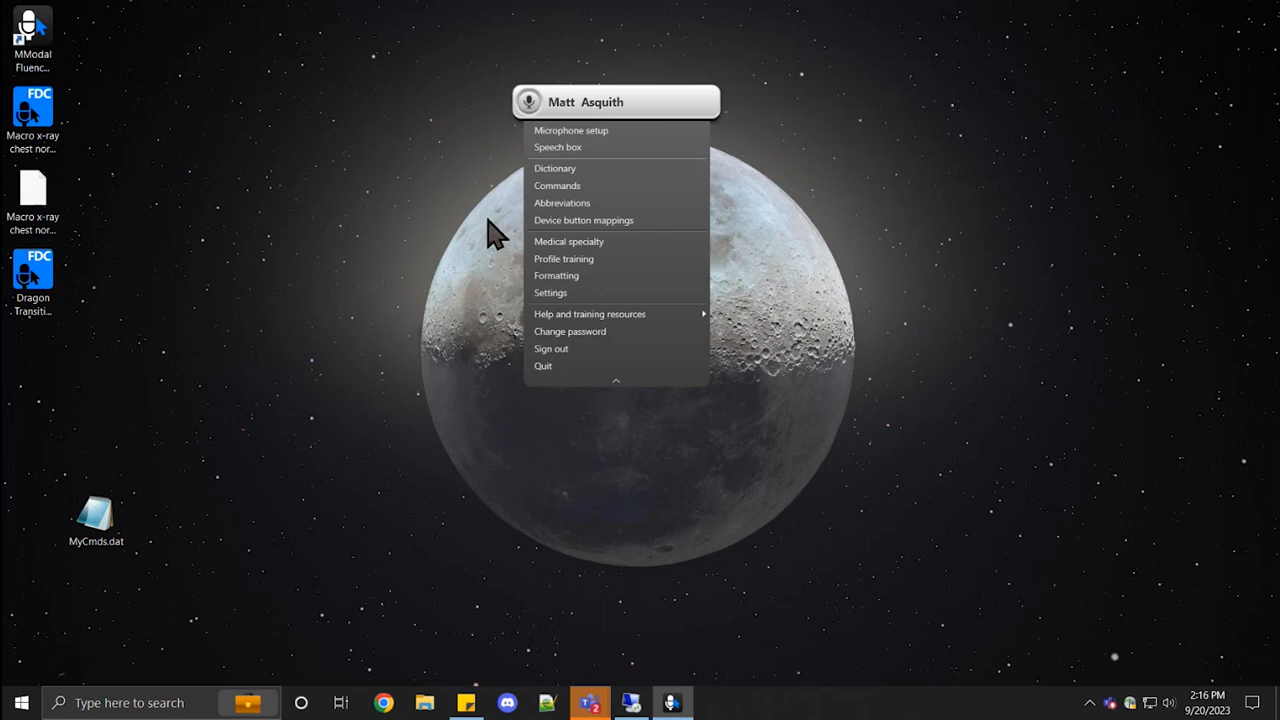 MModal
Fluenc...
FDC
Macro x-ray
chest nor...
Macro x-ray
chest nor...
FDC
Dragon
Transiti...
MyCmds.dat
Matt Asquith
Microphone setup
Speech box
Dictionary
Commands
Abbreviations
Device button mappings
Medical specialty
Profile training
Formatting
Settings
Help and training resources
Change password
Sign out
Quit
Type here to search
2
2:16 PM
9/20/2023